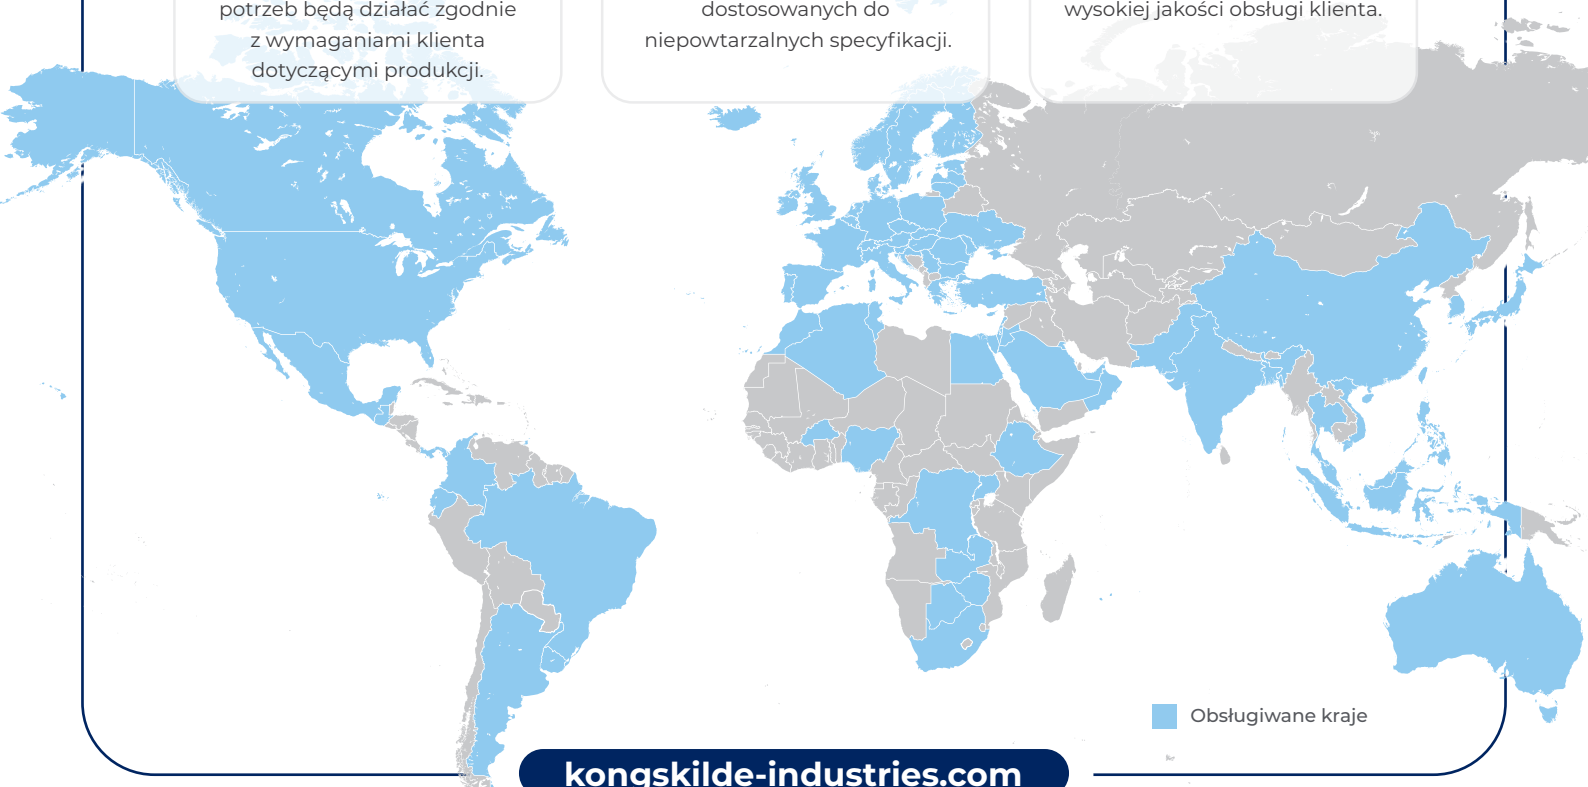 potrzeb będą działać zgodnie
z wymaganiami klienta
dotyczącymi produkcji.
dostosowanych do
niepowtarzalnych specyfikacji.
wysokiej jakości obsługi klienta.
Obsługiwane kraje
kongskilde-industries.com